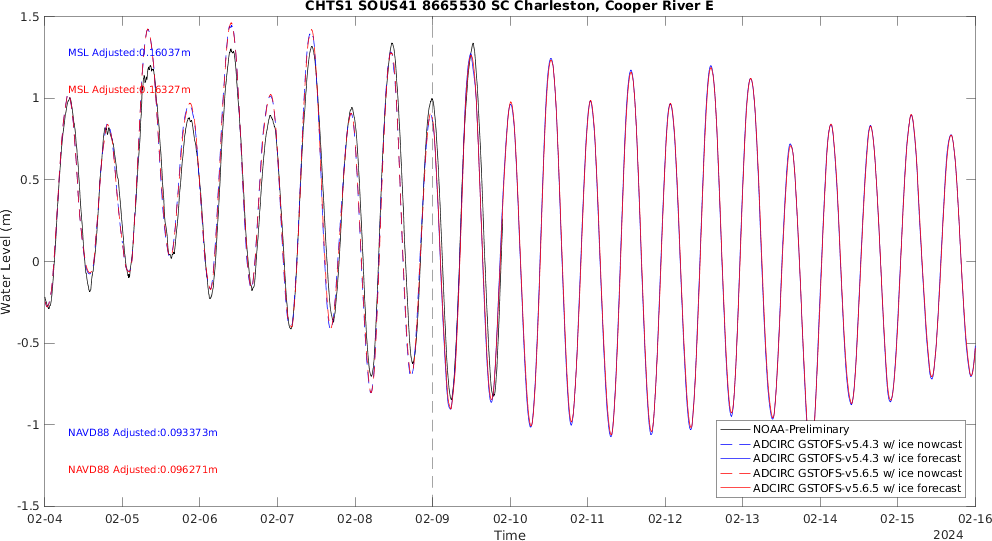 CHTS1 SOUS41 8665530 SC Charleston, Cooper River E
1.5
1
0.5
0
-0.5
-1
-1.5
Water Level (m)
MSL Adjusted:0.16037m
MSL Adjusted:0.16327m
NAVD88 Adjusted:0.093373m
NAVD88 Adjusted:0.096271m
NOAA-Preliminary
ADCIRC GSTOFS-v5.4.3 w/ ice nowcast
ADCIRC GSTOFS-v5.4.3 w/ ice forecast
ADCIRC GSTOFS-v5.6.5 w/ ice nowcast
ADCIRC GSTOFS-v5.6.5 w/ ice forecast
02-04 02-05 02-06 02-07 02-08 02-09 02-10 02-11 02-12 02-13 02-14 02-15 02-16
Time
2024